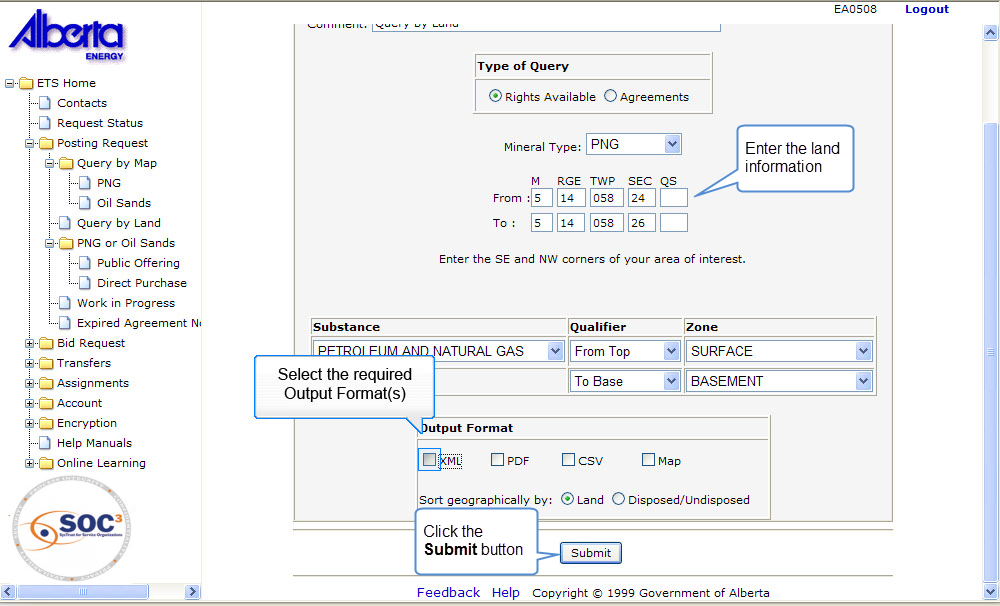 EA0508 Logout
Alberta
ENERGY
ETS Home
Contacts
Request Status
Posting Request
Query by Map
PNG
Oil Sands
Query by Land
PNG or Oil Sands
Public Offering
Direct Purchase
Work in Progress
Expired Agreement No
Bid Request
Transfers
Assignments
Account
Encryption
Help Manuals
Online Learning
SOC3
SysTrust for Service Organizations
Comment: Query by Land
Type of Query
Rights Available Agreements
Mineral Type: PNG
Enter the land
information
M RGE TWP SEC QS
From : 5 14 058 24
To : 5 14 058 26
Enter the SE and NW corners of your area of interest.
Substance Qualifier Zone
PETROLEUM AND NATURAL GAS From Top SURFACE
To Base BASEMENT
Select the required
Output Format(s)
Output Format
XML PDF CSV Map
Sort geographically by: Land Disposed/Undisposed
Click the
Submit button
Submit
Feedback Help Copyright © 1999 Government of Alberta